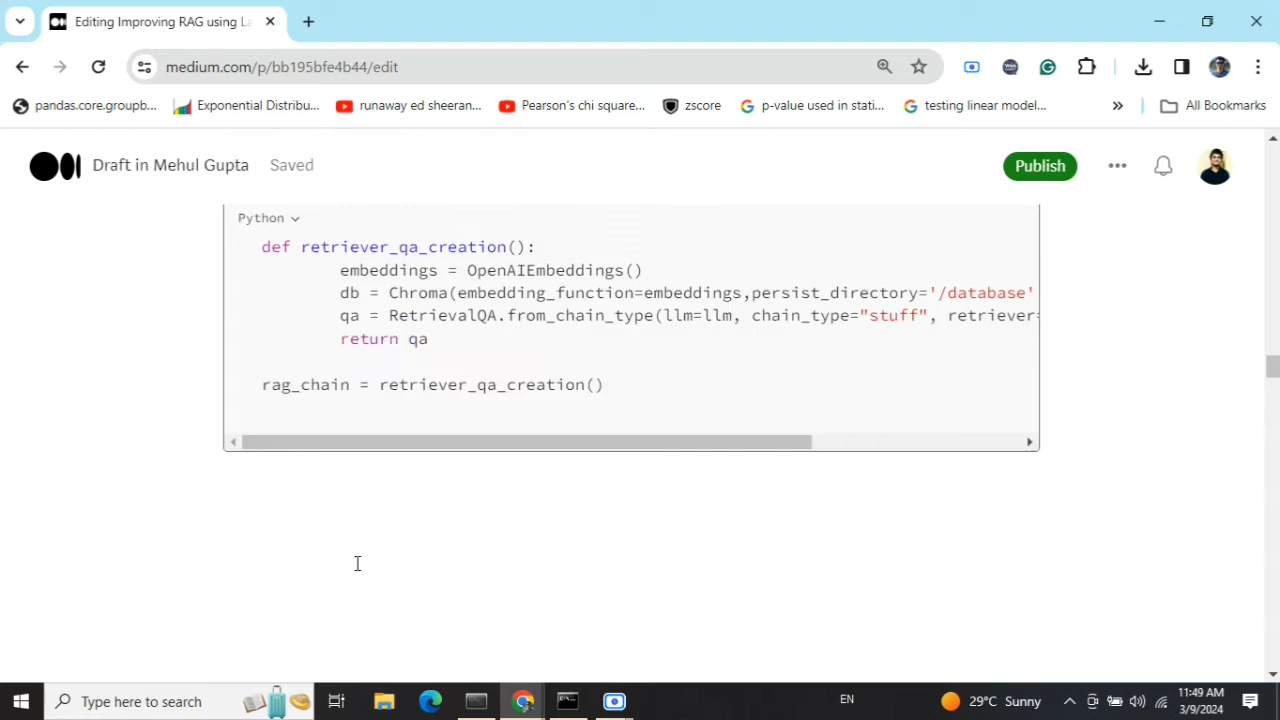 Editing Improving RAG using La
medium.com/p/bb195bfe4b44/edit
pandas.core.groupb... Exponential Distribu... runaway ed sheeran... Pearson's chi square... zscore p-value used in stati... testing linear model... » All Bookmarks
Draft in Mehul Gupta Saved Publish
Python
def retriever_qa_creation():
embeddings = OpenAIEmbeddings()
db = Chroma(embedding_function=embeddings,persist_directory='/database'
qa = RetrievalQA.from_chain_type(llm=llm, chain_type="stuff", retriever=
return qa
rag_chain = retriever_qa_creation()
Type here to search EN 29°C Sunny 11:49 AM
3/9/2024